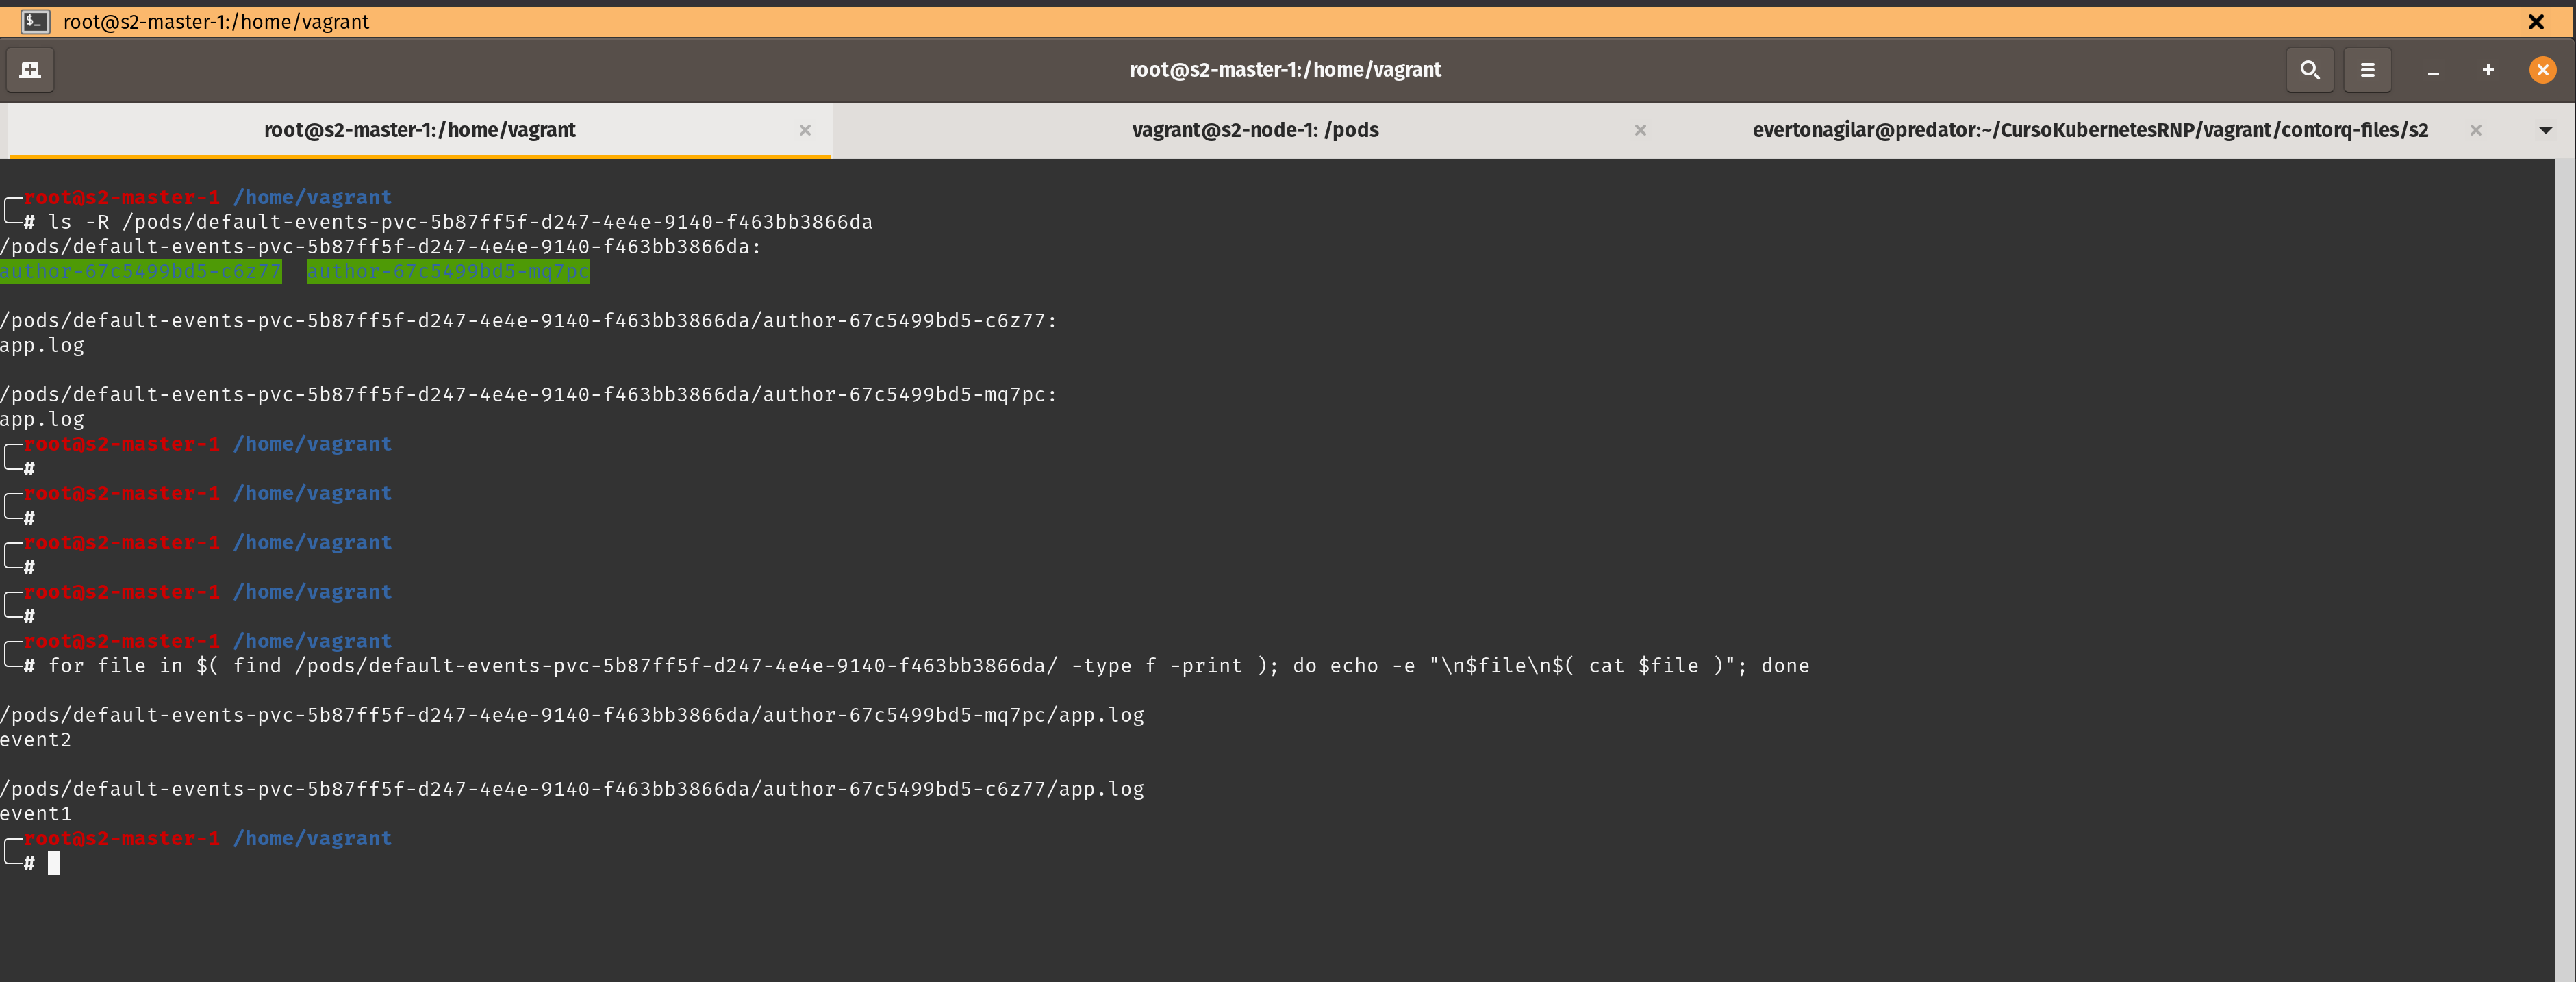 root@s2-master-1:/home/vagrant
root@s2-master-1:/home/vagrant
root@s2-master-1:/home/vagrant
vagrant@s2-node-1: /pods
evertonagilar@predator:~/CursoKubernetesRNP/vagrant/contorq-files/s2
root@s2-master-1 /home/vagrant
# ls -R /pods/default-events-pvc-5b87ff5f-d247-4e4e-9140-f463bb3866da
/pods/default-events-pvc-5b87ff5f-d247-4e4e-9140-f463bb3866da:
author-67c5499bd5-c6z77  author-67c5499bd5-mq7pc
/pods/default-events-pvc-5b87ff5f-d247-4e4e-9140-f463bb3866da/author-67c5499bd5-c6z77:
app.log
/pods/default-events-pvc-5b87ff5f-d247-4e4e-9140-f463bb3866da/author-67c5499bd5-mq7pc:
app.log
root@s2-master-1 /home/vagrant
#
root@s2-master-1 /home/vagrant
#
root@s2-master-1 /home/vagrant
#
root@s2-master-1 /home/vagrant
#
root@s2-master-1 /home/vagrant
# for file in $( find /pods/default-events-pvc-5b87ff5f-d247-4e4e-9140-f463bb3866da/ -type f -print ); do echo -e "\n$file\n$( cat $file )"; done
/pods/default-events-pvc-5b87ff5f-d247-4e4e-9140-f463bb3866da/author-67c5499bd5-mq7pc/app.log
event2
/pods/default-events-pvc-5b87ff5f-d247-4e4e-9140-f463bb3866da/author-67c5499bd5-c6z77/app.log
event1
root@s2-master-1 /home/vagrant
#